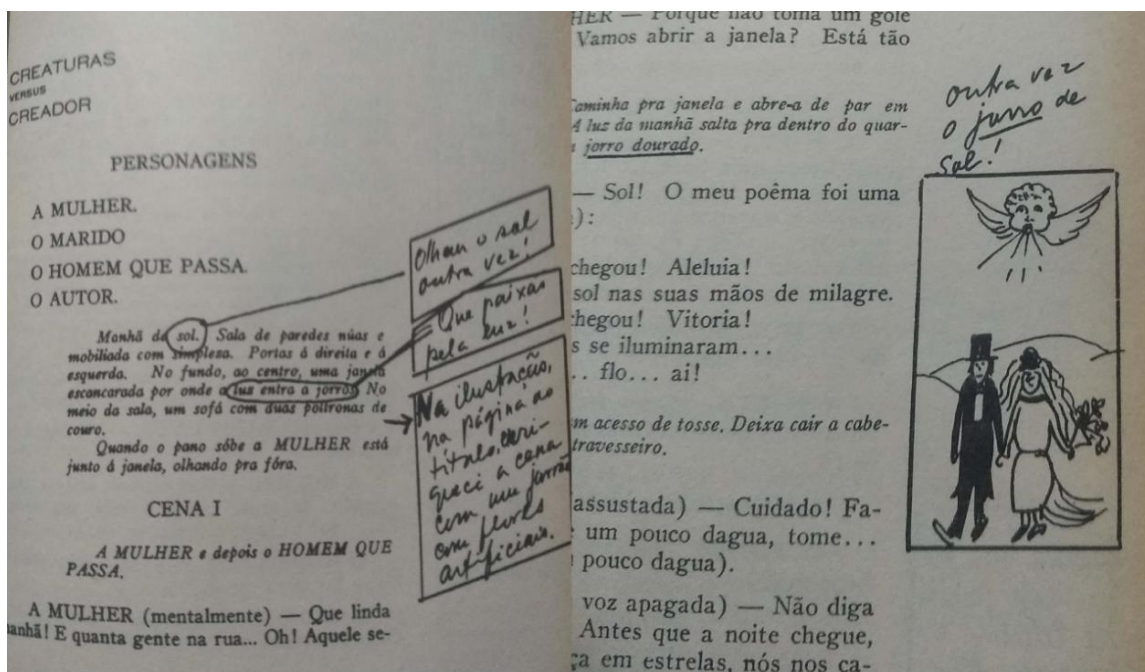 CREATURAS
VERSUS
CREADOR
PERSONAGENS
A MULHER.
O MARIDO
O HOMEM QUE PASSA.
O AUTOR.
Manhã de sol. Sala de paredes núas e
mobiliada com simpleza. Portas á direita e á
esquerda. No fundo, ao centro, uma janela
escancarada por onde a luz entra a jorros. No
meio da sala, um sofá com duas poltronas de
couro.
Quando o pano sóbe a MULHER está
junto á janela, olhando pra fóra.
CENA I
A MULHER e depois o HOMEM QUE
PASSA.
A MULHER (mentalmente) — Que linda
manhã! E quanta gente na rua... Oh! Aquele se-
Olham o sol
outra vez!
Que paixão
pela luz!
Na ilustração,
na página do
título,
a cena
com um jarrão
com flores
artificiais.
HER — Porque não toma um gole
Vamos abrir a janela? Está tão
Caminha pra janela e abre-a de par em
A luz da manhã salta pra dentro do quar-
jorro dourado.
outra vez
o jorro de
sol!
— Sol! O meu poêma foi uma
):
chegou! Aleluia!
sol nas suas mãos de milagre.
chegou! Vitoria!
s se iluminaram...
.. flo... ai!
m acesso de tosse. Deixa cair a cabe-
travesseiro.
assustada) — Cuidado! Fa-
um pouco dagua, tome...
pouco dagua).
voz apagada) — Não diga
Antes que a noite chegue,
ça em estrelas, nós nos ca-